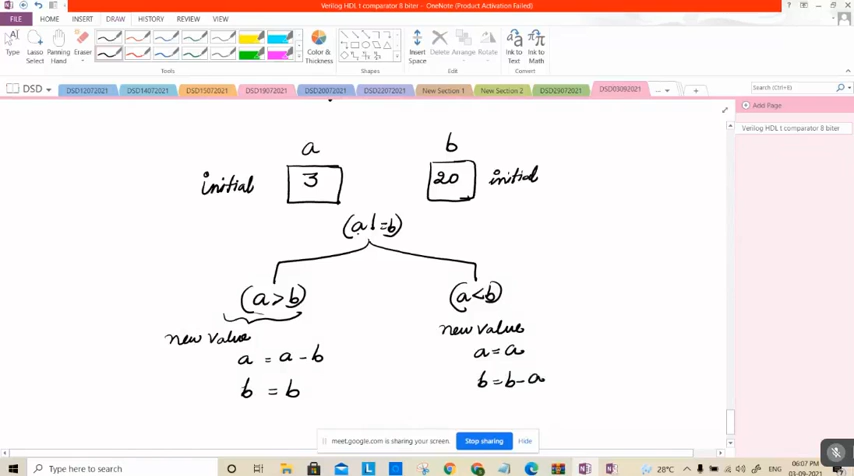 Verilog HDL t comparator 8 biter - OneNote (Product Activation Failed)
FILE HOME INSERT DRAW HISTORY REVIEW VIEW
Type Lasso Select Panning Hand Eraser Color & Thickness Insert Space Delete Arrange Rotate Ink to Text Ink to Math
Tools Shapes Edit Convert
DSD DSD12072021 DSD14072021 DSD15072021 DSD19072021 DSD20072021 DSD22072021 New Section 1 New Section 2 DSD29072021 DSD03092021 Search (Ctrl+E)
Add Page
Verilog HDL t comparator 8 biter
a b
initial 3 20 initial
(a!=b)
(a>b) (a<b)
new value new value
a = a - b a = a
b = b b = b-a
meet.google.com is sharing your screen. Stop sharing Hide
Type here to search
28°C ENG 06:07 PM
03-09-2021